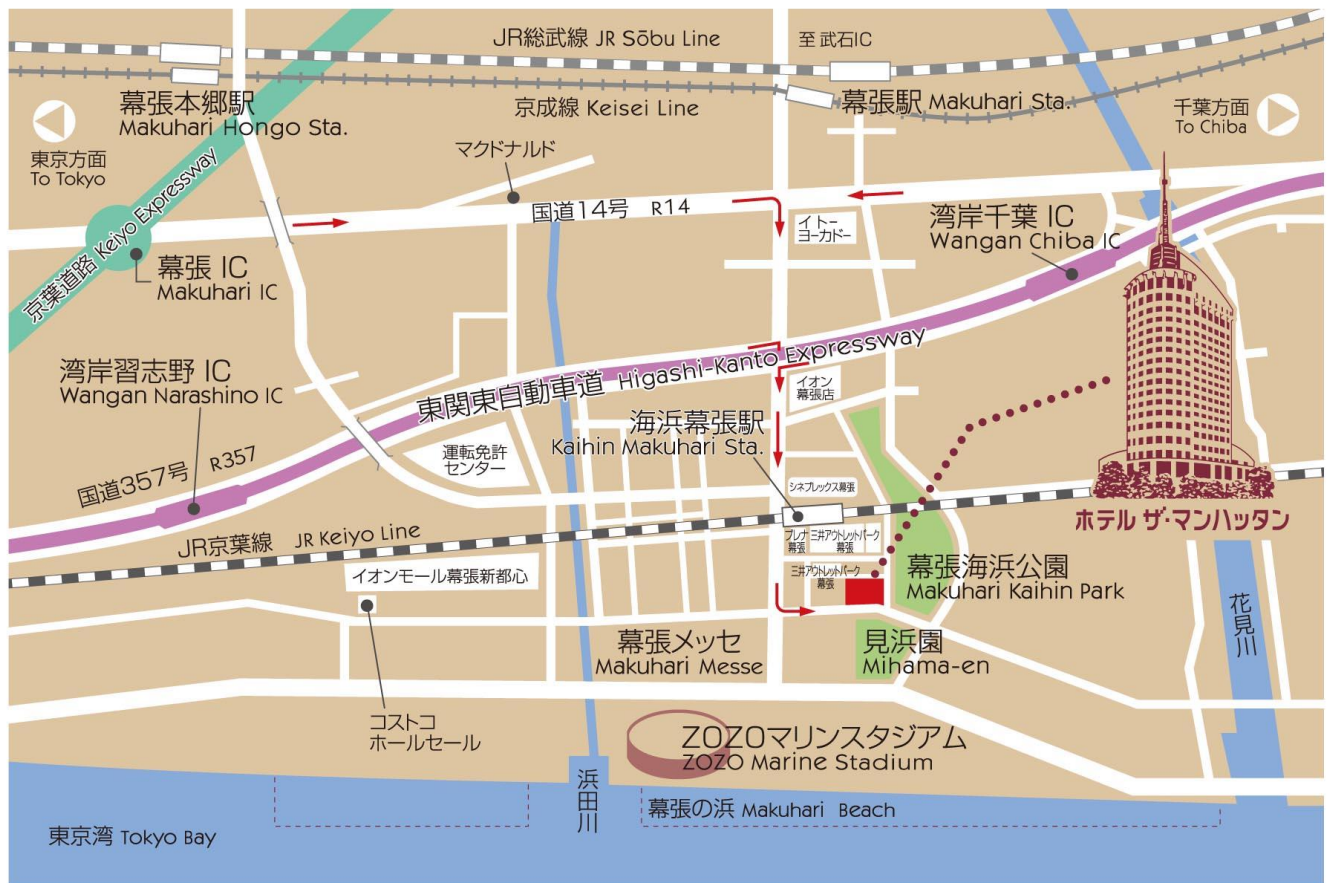 JR総武線 JR Sōbu Line
至 武石IC
幕張本郷駅
Makuhari Hongo Sta.
京成線 Keisei Line
幕張駅 Makuhari Sta.
千葉方面
To Chiba
東京方面
To Tokyo
マクドナルド
京葉道路 Keiyo Expressway
国道14号 R14
イトー
ヨーカドー
湾岸千葉 IC
Wangan Chiba IC
幕張 IC
Makuhari IC
湾岸習志野 IC
Wangan Narashino IC
東関東自動車道 Higashi-Kanto Expressway
イオン
幕張店
海浜幕張駅
Kaihin Makuhari Sta.
運転免許
センター
国道357号 R357
シネプレックス幕張
ホテル ザ・マンハッタン
JR京葉線 JR Keiyo Line
プレナ
幕張
三井アウトレットパーク
幕張
イオンモール幕張新都心
三井アウトレットパーク
幕張
幕張海浜公園
Makuhari Kaihin Park
花見川
幕張メッセ
Makuhari Messe
見浜園
Mihama-en
コストコ
ホールセール
ZOZOマリンスタジアム
ZOZO Marine Stadium
浜田川
幕張の浜 Makuhari Beach
東京湾 Tokyo Bay